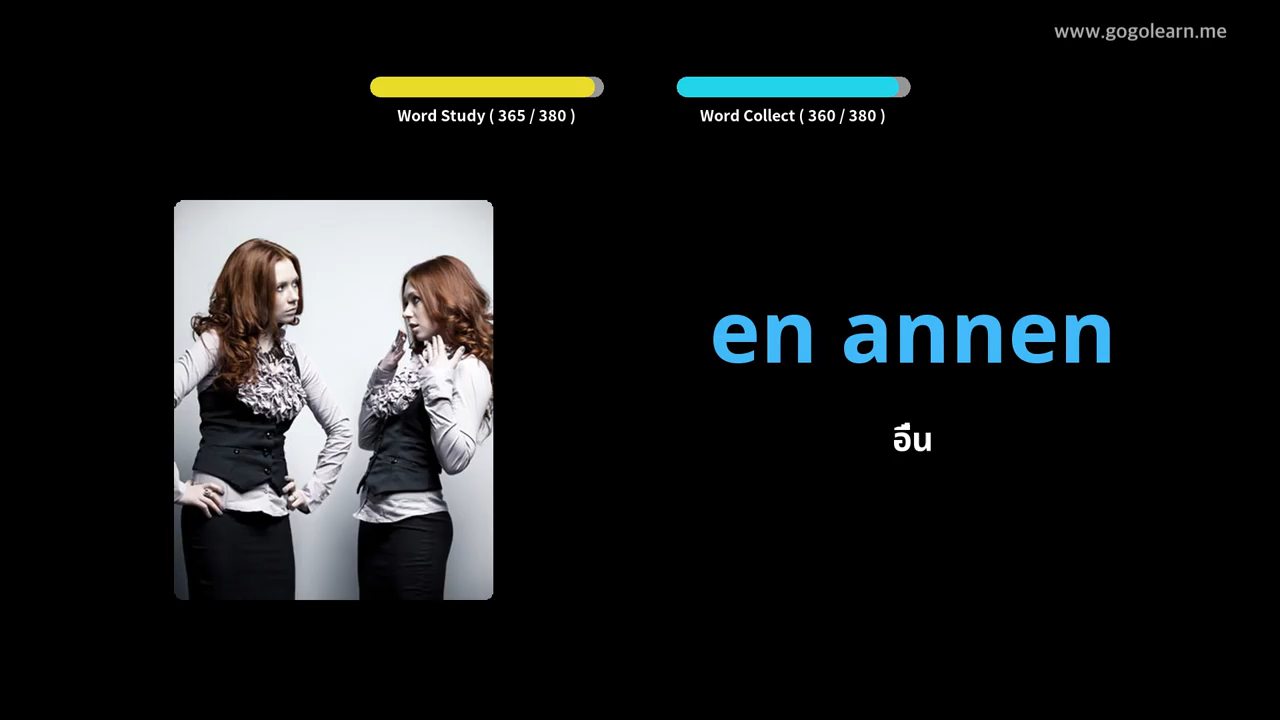 www.gogolearn.me
Word Study ( 365 / 380 )
Word Collect ( 360 / 380 )
en annen
อื่น